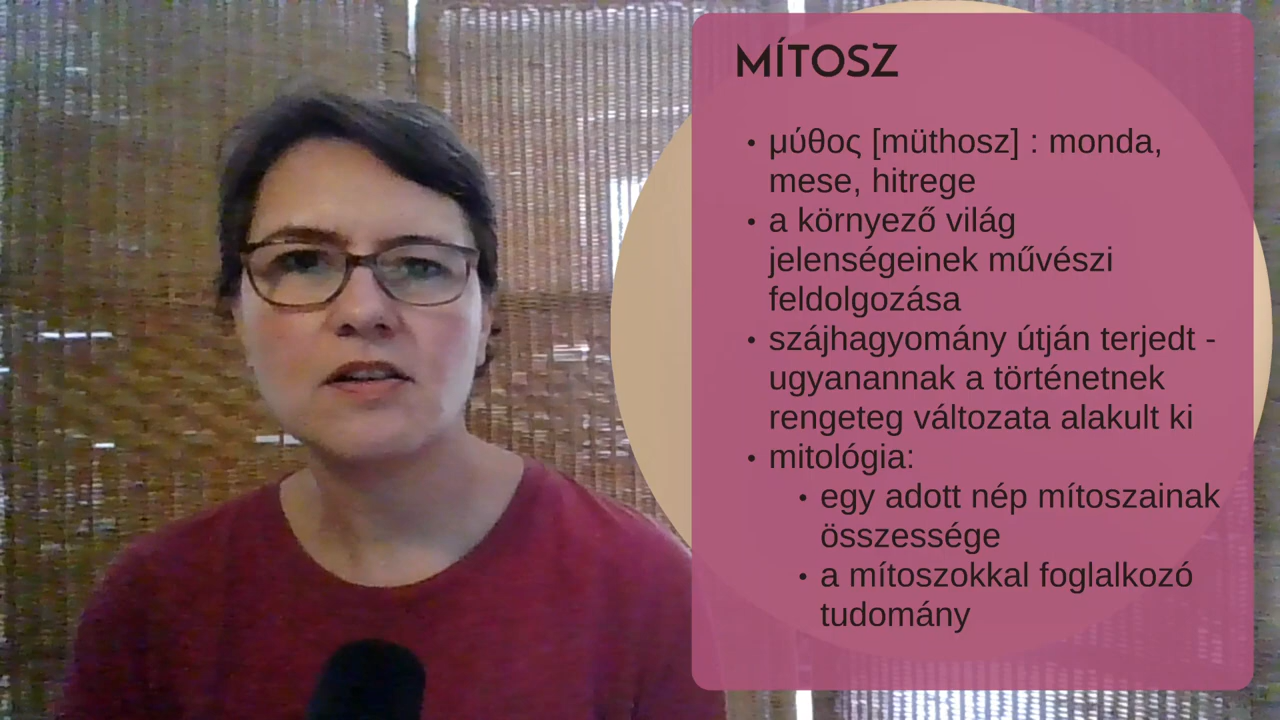 MÍTOSZ
• μύθος [müthosz] : monda,
mese, hitrege
• a környező világ
jelenségeinek művészi
feldolgozása
• szájhagyomány útján terjedt -
ugyanannak a történetnek
rengeteg változata alakult ki
• mitológia:
• egy adott nép mítoszainak
összessége
• a mítoszokkal foglalkozó
tudomány